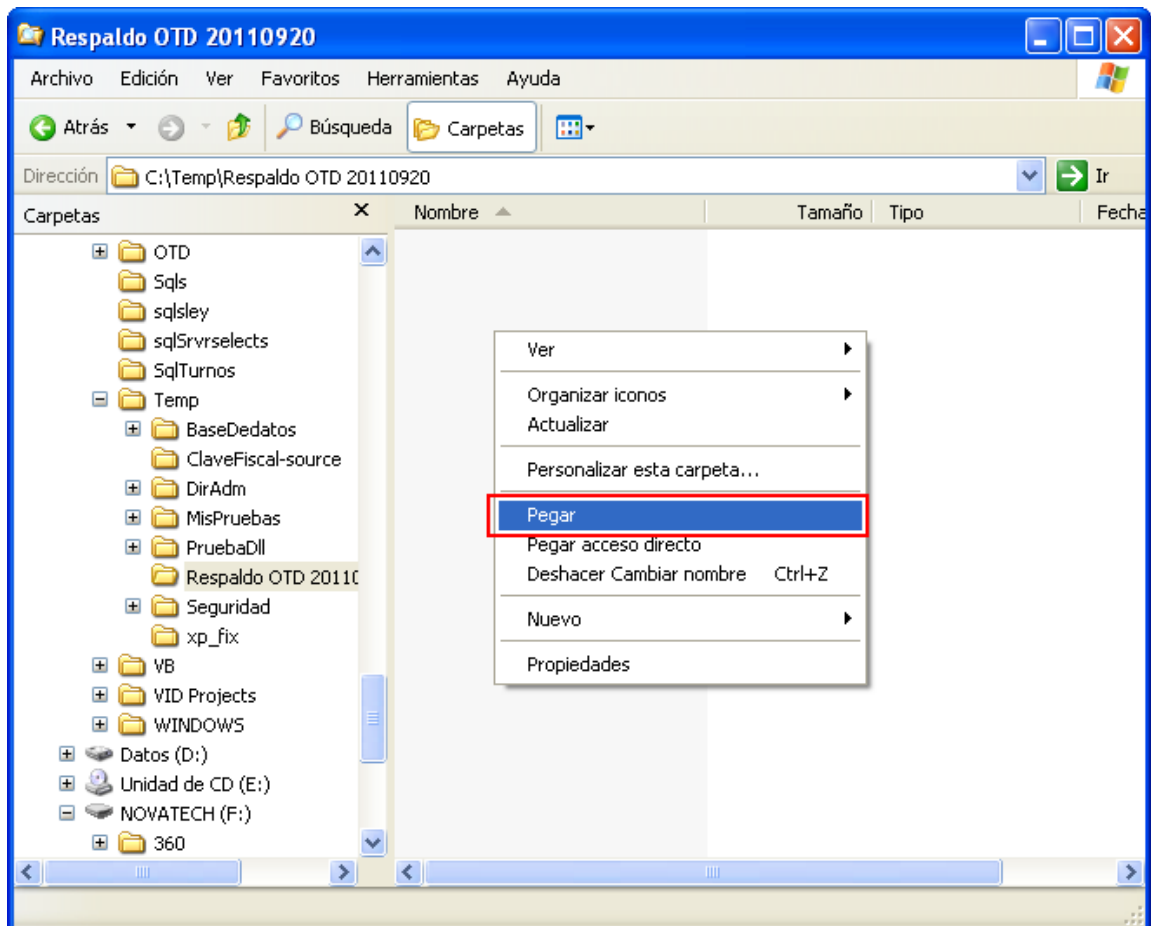 Respaldo OTD 20110920
Archivo Edición Ver Favoritos Herramientas Ayuda
Atrás Búsqueda Carpetas
Dirección C:\Temp\Respaldo OTD 20110920 Ir
Carpetas
Nombre Tamaño Tipo Fecha
OTD
Sqls
sqlsley
sqlSrvrselects
SqlTurnos
Temp
BaseDedatos
ClaveFiscal-source
DirAdm
MisPruebas
PruebaDll
Respaldo OTD 20110
Seguridad
xp_fix
VB
VID Projects
WINDOWS
Datos (D:)
Unidad de CD (E:)
NOVATECH (F:)
360
Ver
Organizar iconos
Actualizar
Personalizar esta carpeta...
Pegar
Pegar acceso directo
Deshacer Cambiar nombre Ctrl+Z
Nuevo
Propiedades